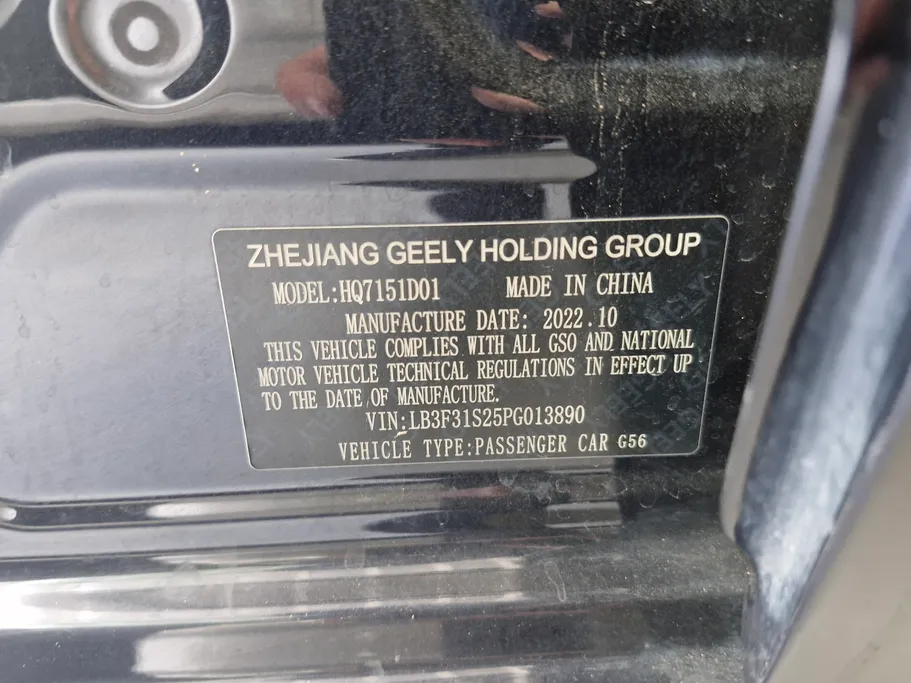 ZHEJIANG GEELY HOLDING GROUP
MODEL:HQ7151D01 MADE IN CHINA
MANUFACTURE DATE: 2022.10
THIS VEHICLE COMPLIES WITH ALL GSO AND NATIONAL
MOTOR VEHICLE TECHNICAL REGULATIONS IN EFFECT UP
TO THE DATE OF MANUFACTURE.
VIN:LB3F31S25PG013890
VEHICLE TYPE:PASSENGER CAR G56